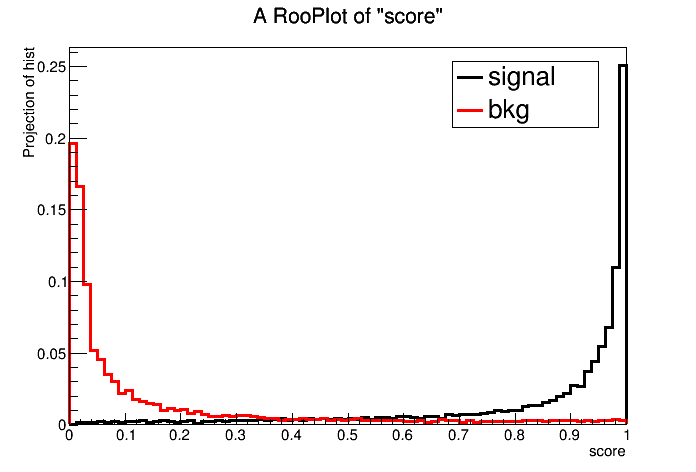 A RooPlot of "score"
Projection of hist
0.25
0.2
0.15
0.1
0.05
0
signal
bkg
0 0.1 0.2 0.3 0.4 0.5 0.6 0.7 0.8 0.9 1
score